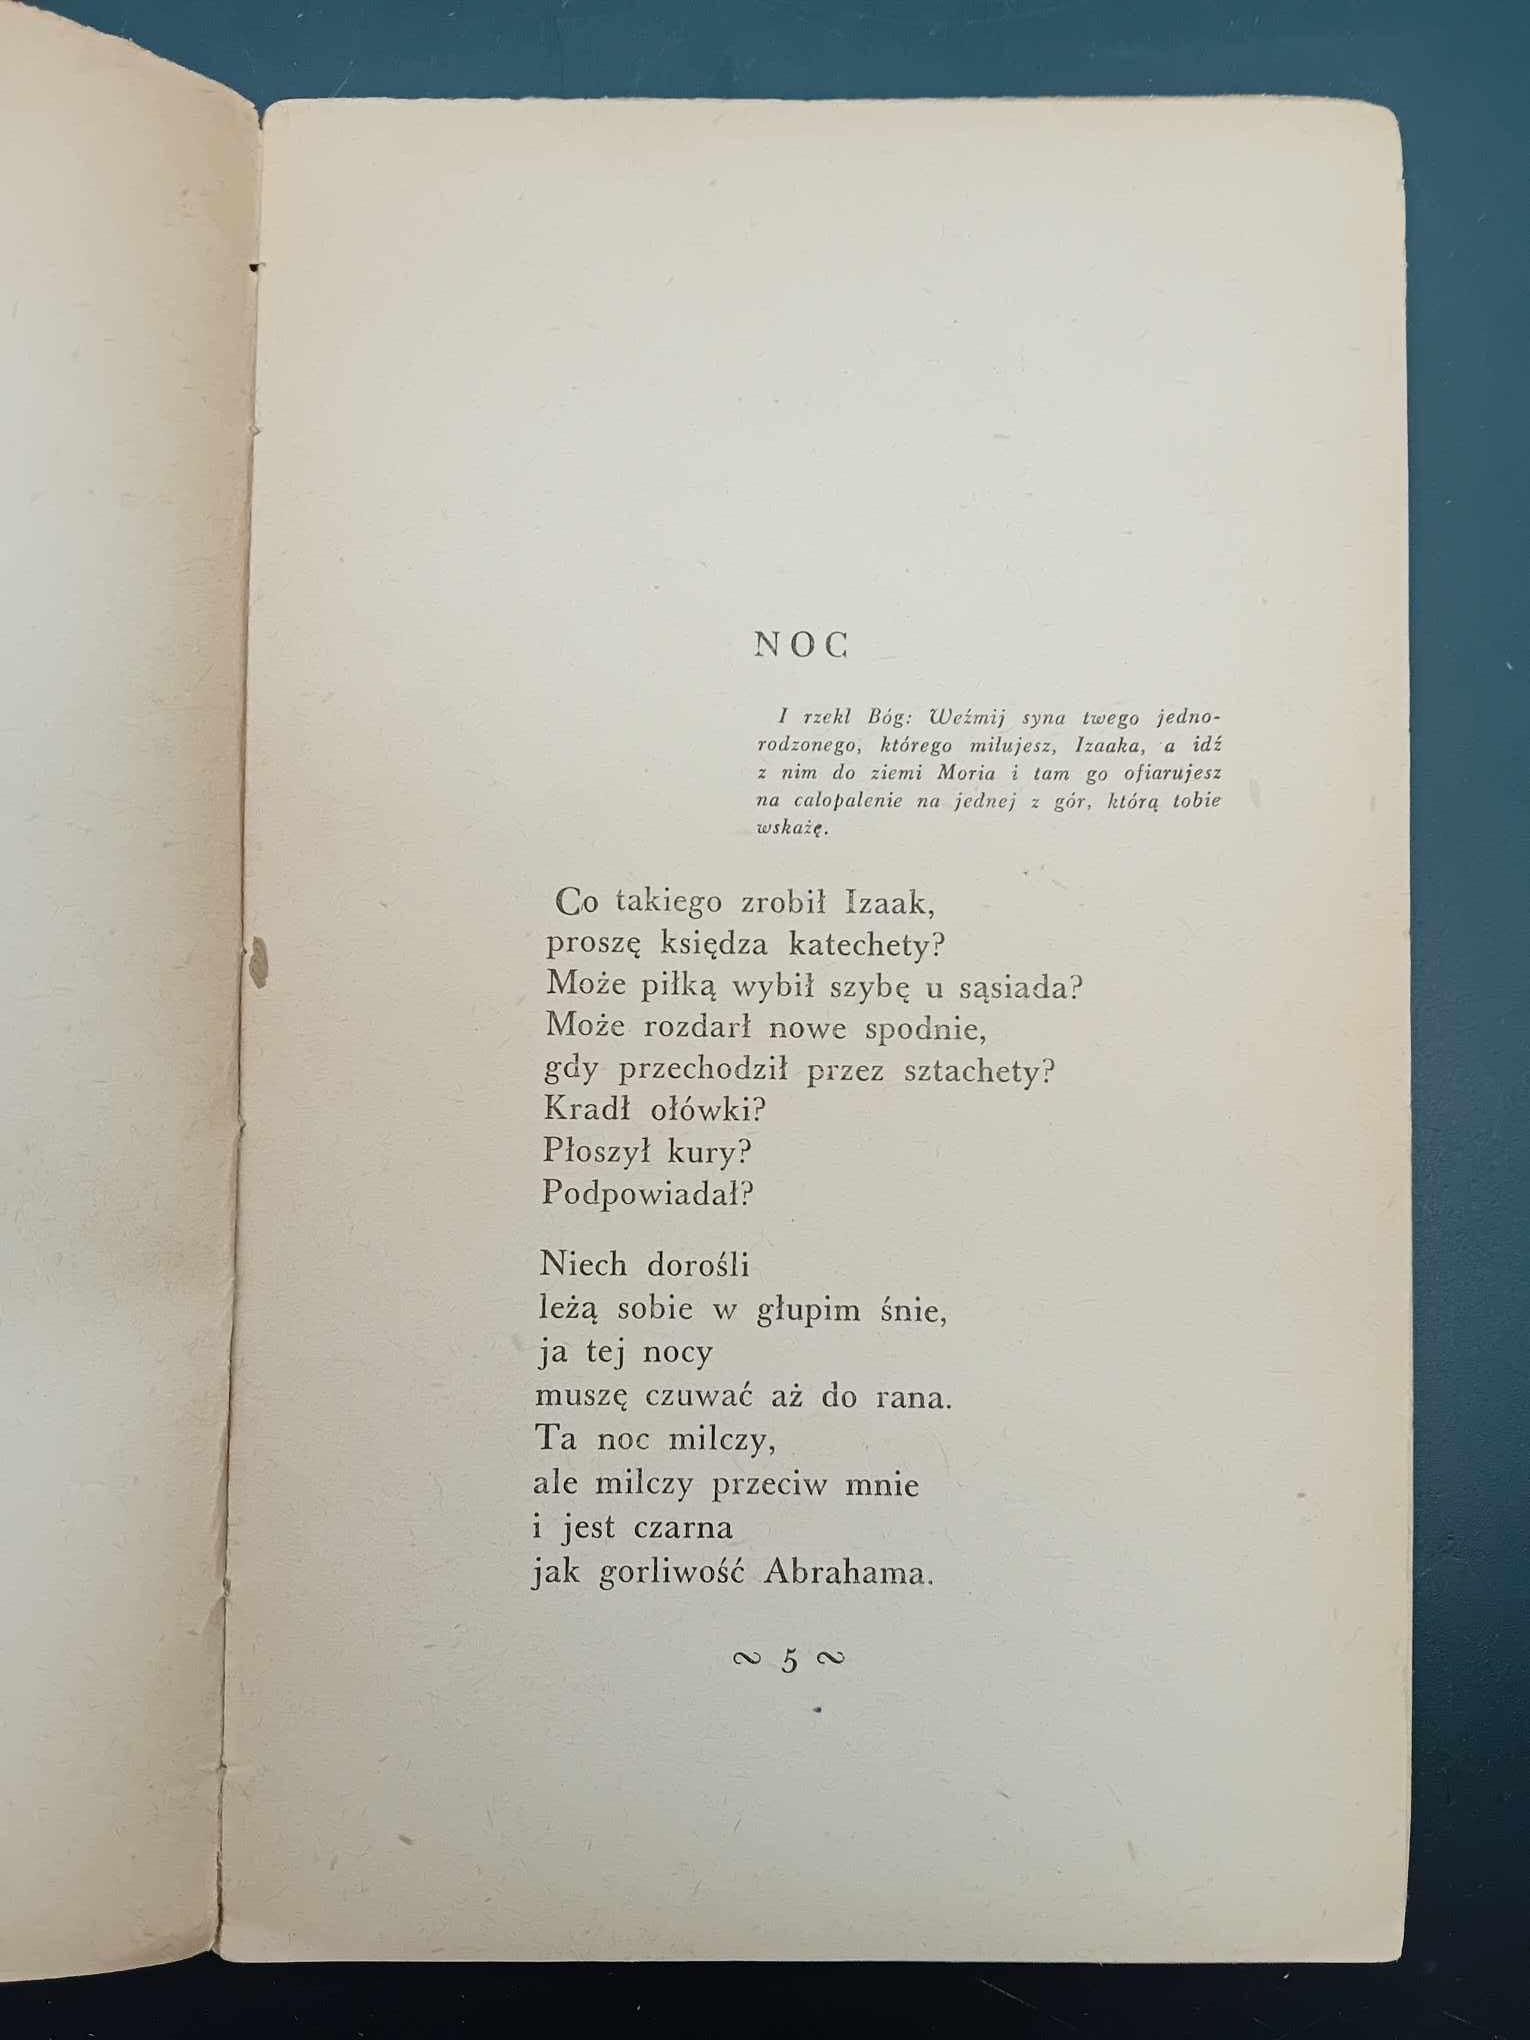 NOC
I rzekł Bóg: Weźmij syna twego jedno-
rodzonego, którego miłujesz, Izaaka, a idź
z nim do ziemi Moria i tam go ofiarujesz
na całopalenie na jednej z gór, którą tobie
wskażę.
Co takiego zrobił Izaak,
proszę księdza katechety?
Może piłką wybił szybę u sąsiada?
Może rozdarł nowe spodnie,
gdy przechodził przez sztachety?
Kradł ołówki?
Płoszył kury?
Podpowiadał?
Niech dorośli
leżą sobie w głupim śnie,
ja tej nocy
muszę czuwać aż do rana.
Ta noc milczy,
ale milczy przeciw mnie
i jest czarna
jak gorliwość Abrahama.
~ 5 ~